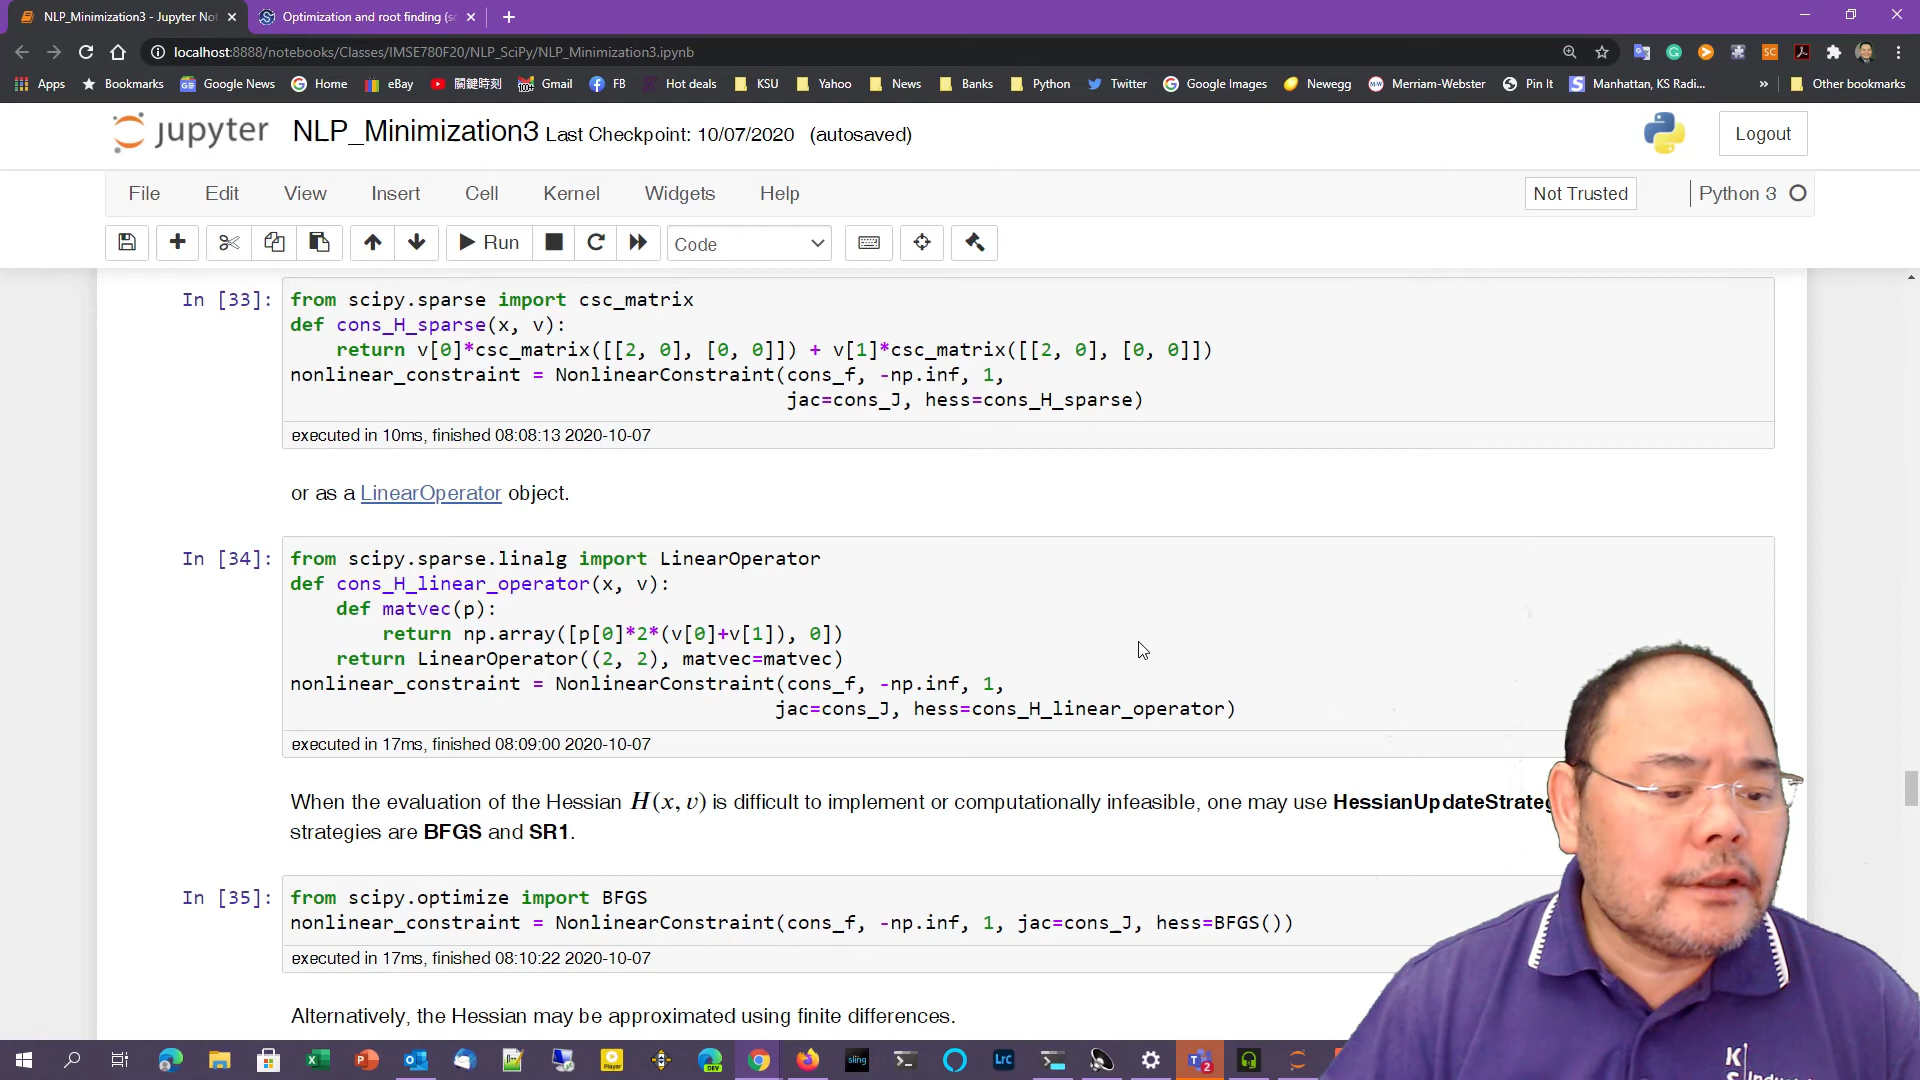 NLP_Minimization3 - Jupyter Not
Optimization and root finding (sc
localhost:8888/notebooks/Classes/IMSE780F20/NLP_SciPy/NLP_Minimization3.ipynb
Apps
Bookmarks
Google News
Home
eBay
關鍵時刻
Gmail
FB
Hot deals
KSU
Yahoo
News
Banks
Python
Twitter
Google Images
Newegg
Merriam-Webster
Pin It
Manhattan, KS Radi...
»
Other bookmarks
jupyter
NLP_Minimization3 Last Checkpoint: 10/07/2020 (autosaved)
Logout
File Edit View Insert Cell Kernel Widgets Help
Not Trusted
Python 3
Run
Code
In [33]:
from scipy.sparse import csc_matrix
def cons_H_sparse(x, v):
    return v[0]*csc_matrix([[2, 0], [0, 0]]) + v[1]*csc_matrix([[2, 0], [0, 0]])
nonlinear_constraint = NonlinearConstraint(cons_f, -np.inf, 1,
                                           jac=cons_J, hess=cons_H_sparse)
executed in 10ms, finished 08:08:13 2020-10-07
or as a LinearOperator object.
In [34]:
from scipy.sparse.linalg import LinearOperator
def cons_H_linear_operator(x, v):
    def matvec(p):
        return np.array([p[0]*2*(v[0]+v[1]), 0])
    return LinearOperator((2, 2), matvec=matvec)
nonlinear_constraint = NonlinearConstraint(cons_f, -np.inf, 1,
                                          jac=cons_J, hess=cons_H_linear_operator)
executed in 17ms, finished 08:09:00 2020-10-07
When the evaluation of the Hessian H(x, v) is difficult to implement or computationally infeasible, one may use HessianUpdateStrateg
strategies are BFGS and SR1.
In [35]:
from scipy.optimize import BFGS
nonlinear_constraint = NonlinearConstraint(cons_f, -np.inf, 1, jac=cons_J, hess=BFGS())
executed in 17ms, finished 08:10:22 2020-10-07
Alternatively, the Hessian may be approximated using finite differences.